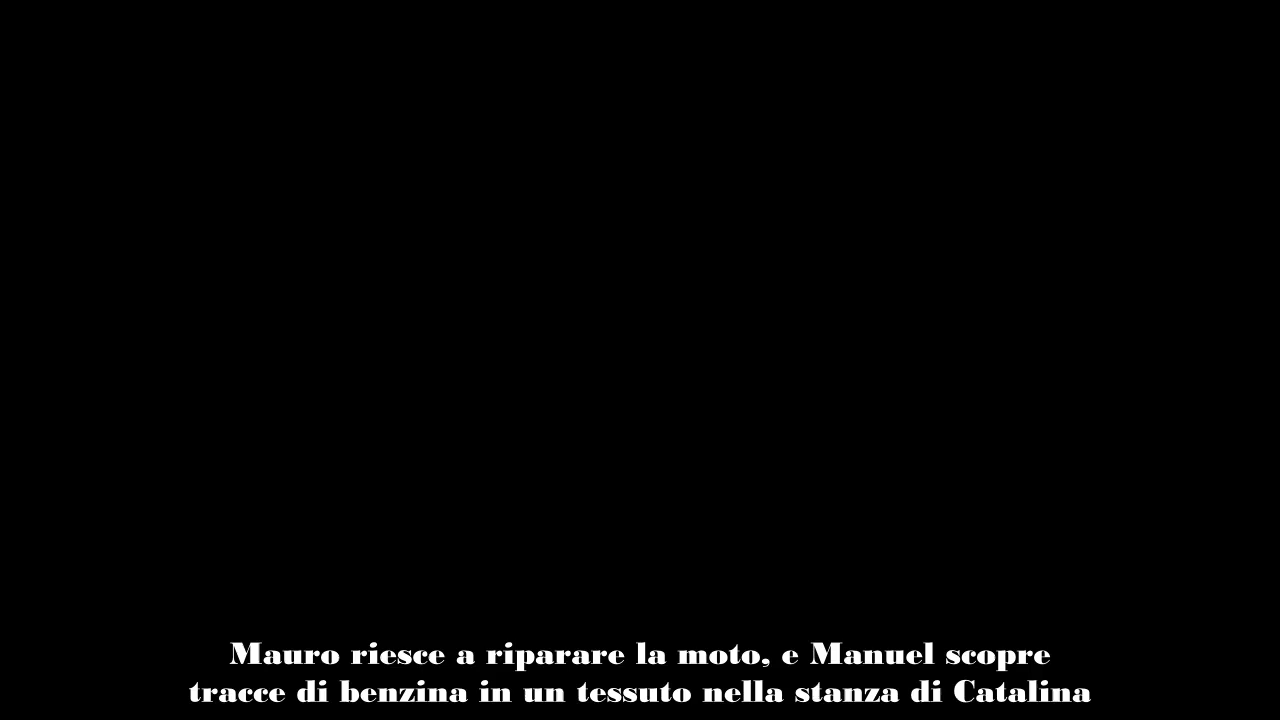 Mauro riesce a riparare la moto, e Manuel scopre
tracce di benzina in un tessuto nella stanza di Catalina